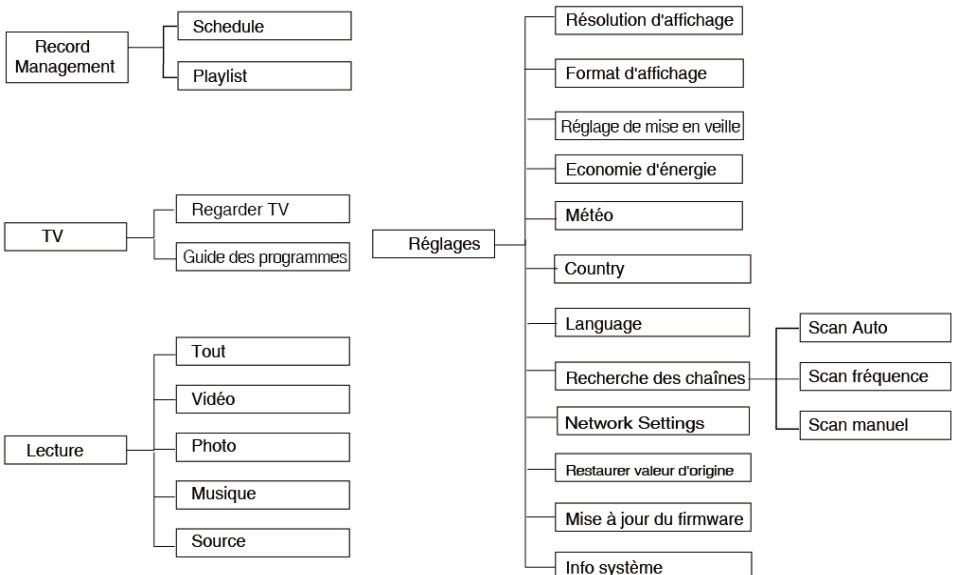 Record
Management
Schedule
Playlist
TV
Regarder TV
Guide des programmes
Lecture
Tout
Vidéo
Photo
Musique
Source
Réglages
Résolution d'affichage
Format d'affichage
Réglage de mise en veille
Economie d'énergie
Météo
Country
Language
Recherche des chaînes
Scan Auto
Scan fréquence
Scan manuel
Network Settings
Restaurer valeur d'origine
Mise à jour du firmware
Info système